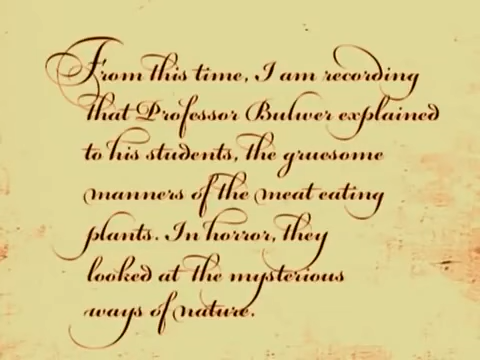 From this time, I am recording
that Professor Bulwer explained
to his students, the gruesome
manners of the meat eating
plants. In horror, they
looked at the mysterious
ways of nature.